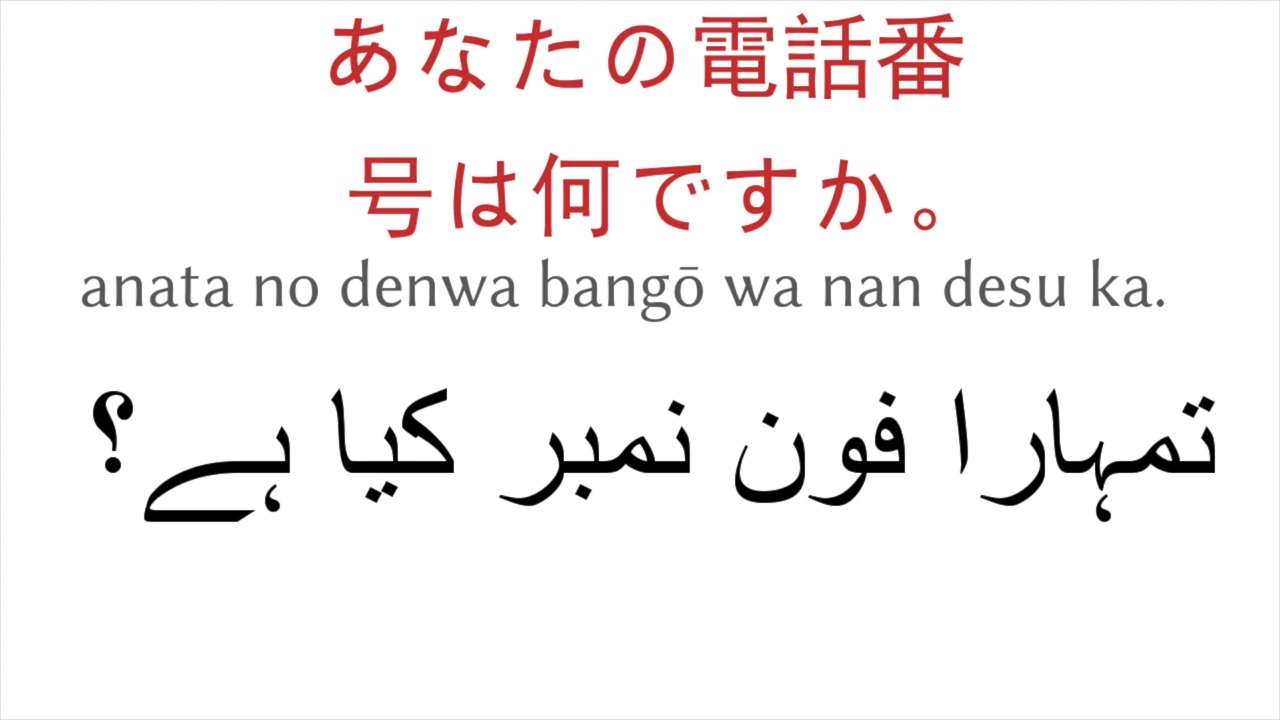 あなたの電話番
号は何ですか。
anata no denwa bangō wa nan desu ka.
تمہارا فون نمبر کیا ہے؟